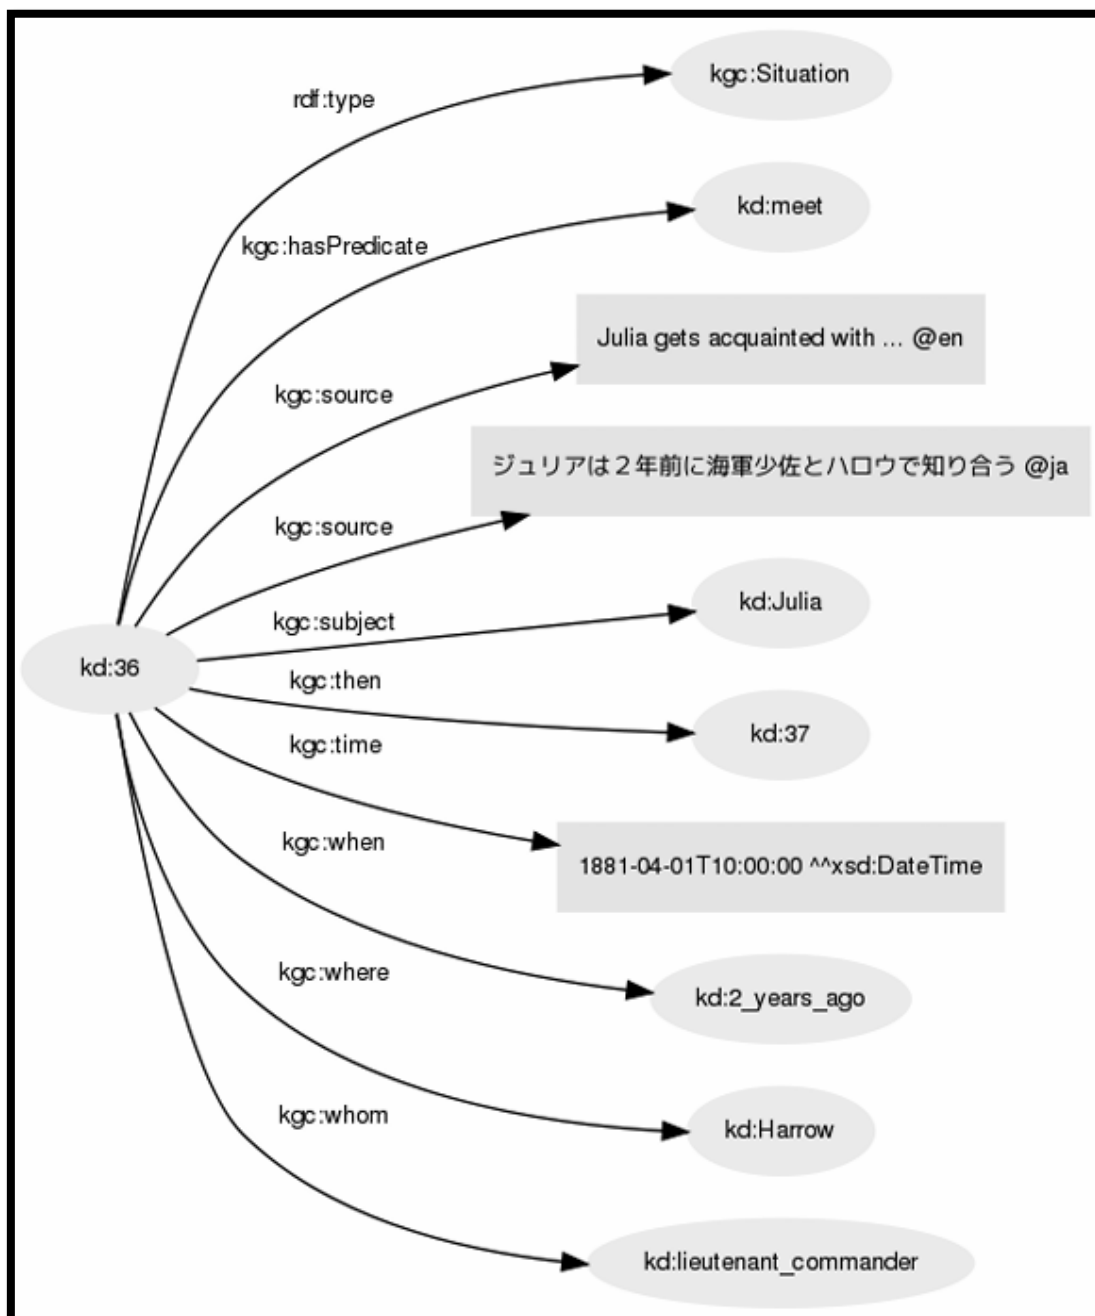 rdf:type
kgc:Situation
kgc:hasPredicate
kd:meet
kgc:source
Julia gets acquainted with ... @en
kgc:source
ジュリアは２年前に海軍少佐とハロウで知り合う @ja
kd:36
kgc:subject
kd:Julia
kgc:then
kd:37
kgc:time
1881-04-01T10:00:00 ^^xsd:DateTime
kgc:when
kd:2_years_ago
kgc:where
kd:Harrow
kgc:whom
kd:lieutenant_commander